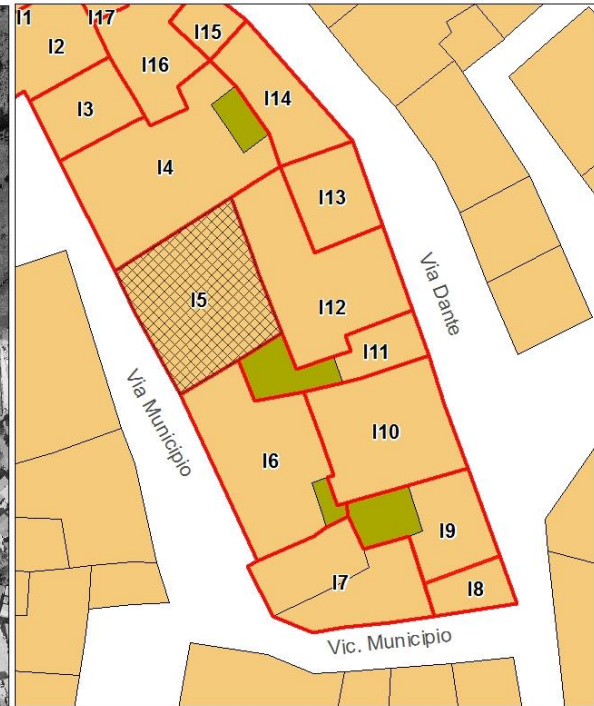 I1
I17
I15
I2
I16
I14
I3
I4
I13
I5
I12
Via Dante
I11
Via Municipio
I10
I6
I9
I7
I8
Vic. Municipio